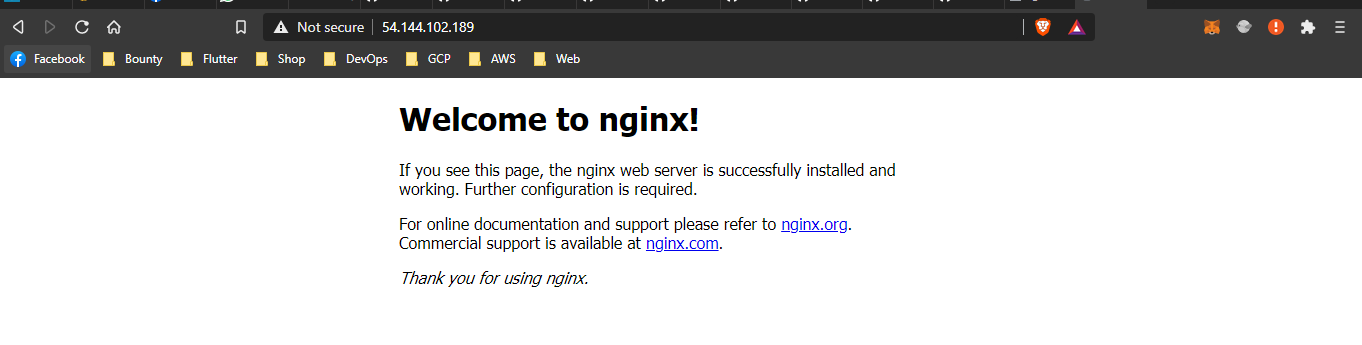 Not secure 54.144.102.189
Facebook Bounty Flutter Shop DevOps GCP AWS Web
Welcome to nginx!
If you see this page, the nginx web server is successfully installed and
working. Further configuration is required.
For online documentation and support please refer to nginx.org.
Commercial support is available at nginx.com.
Thank you for using nginx.